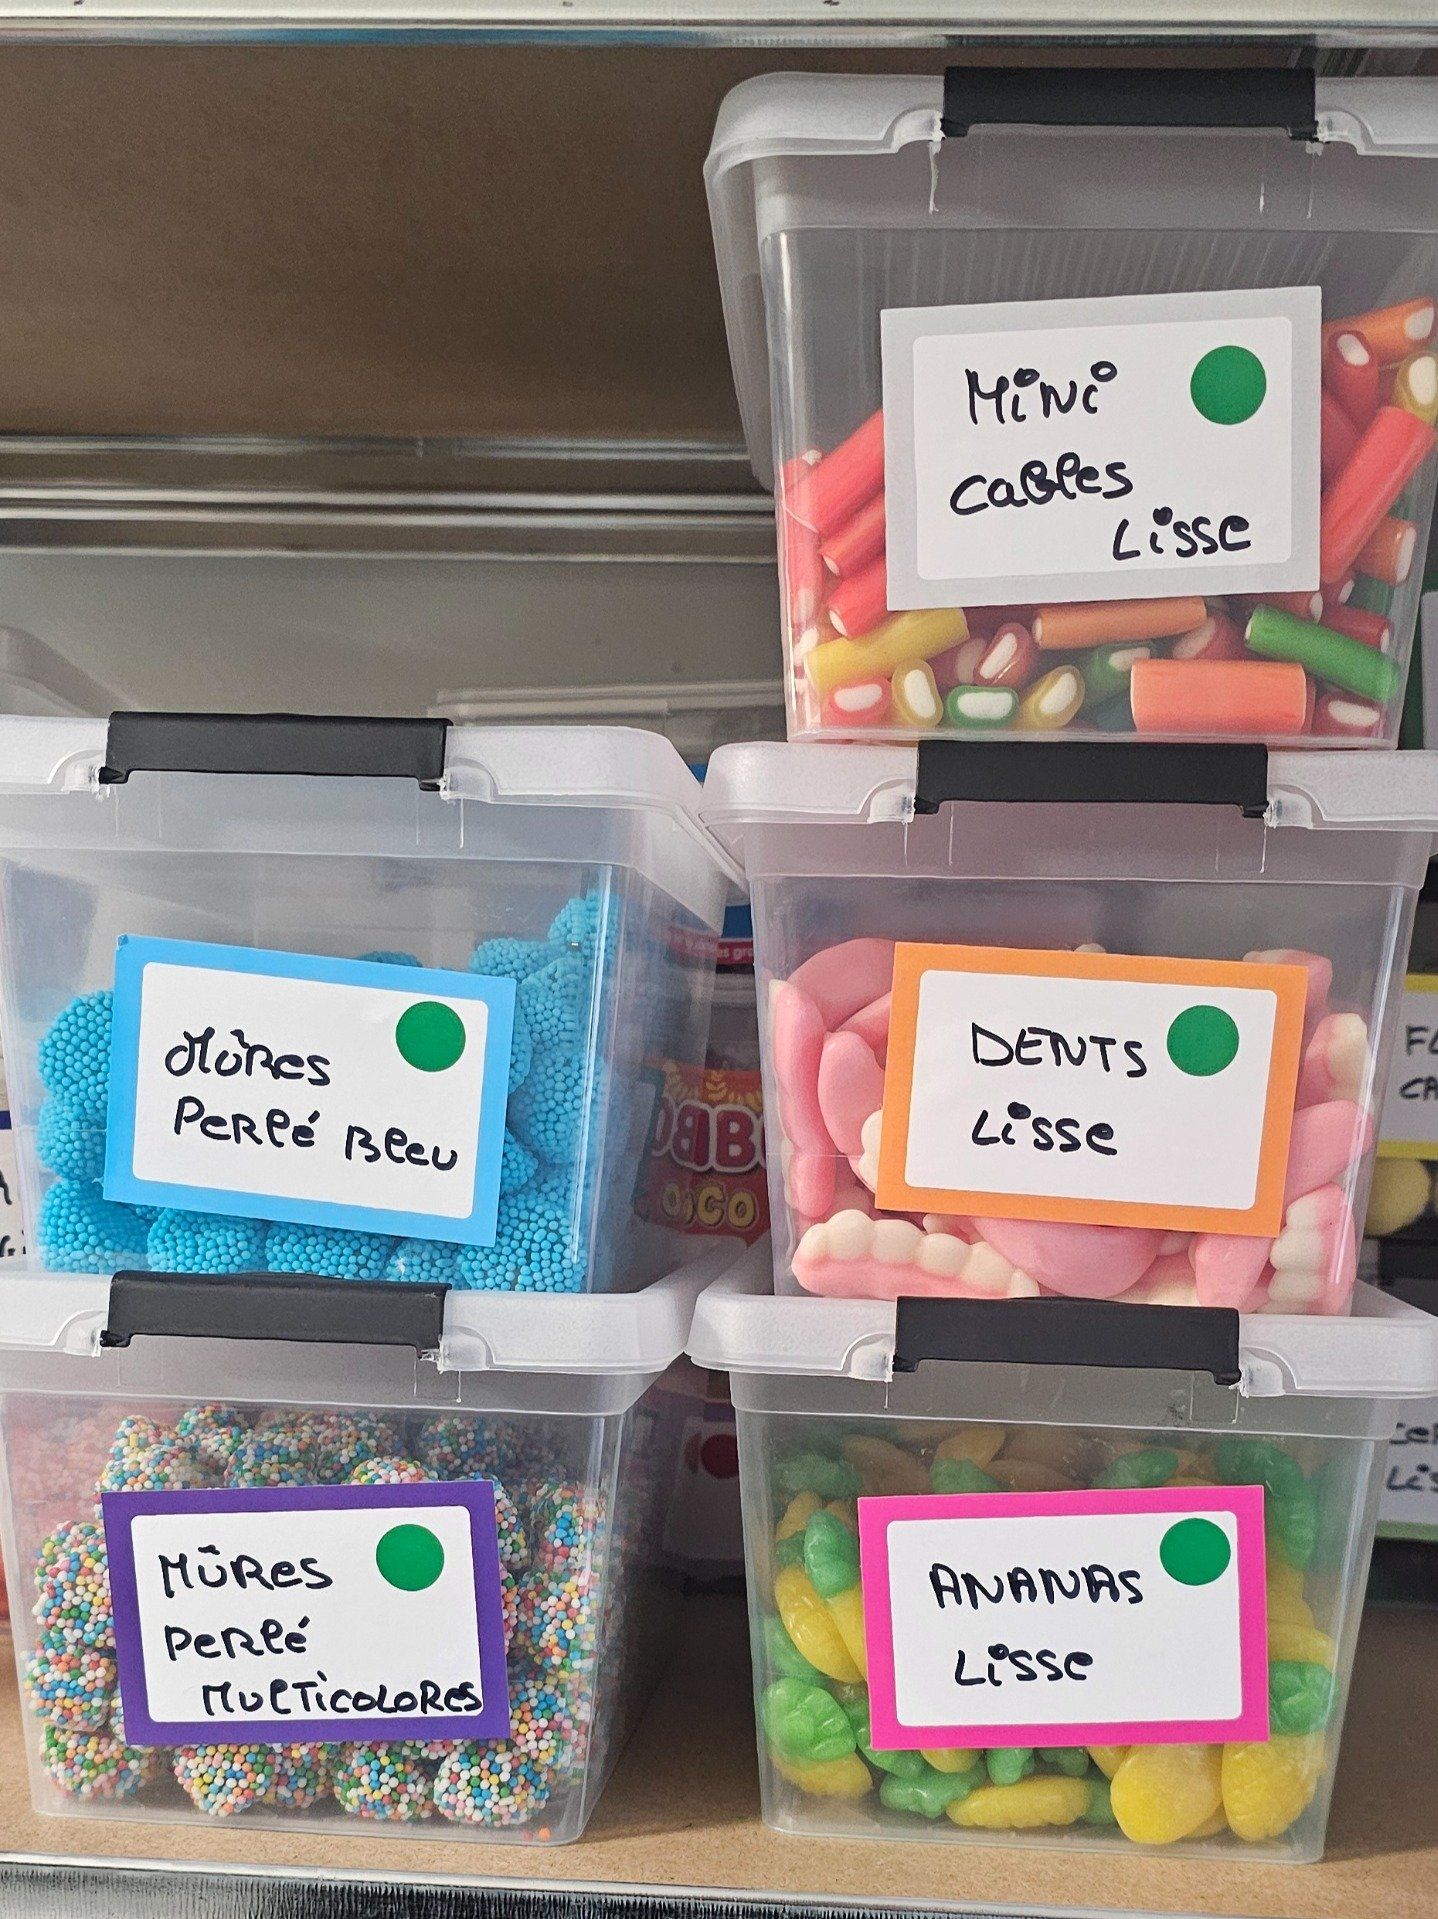 MiNi
CaBles
Lisse
MûRes
PeRlé Bleu
DENTS
Lisse
MÛRes
PeRlé
MulTicoLoRes
ANANAS
Lisse